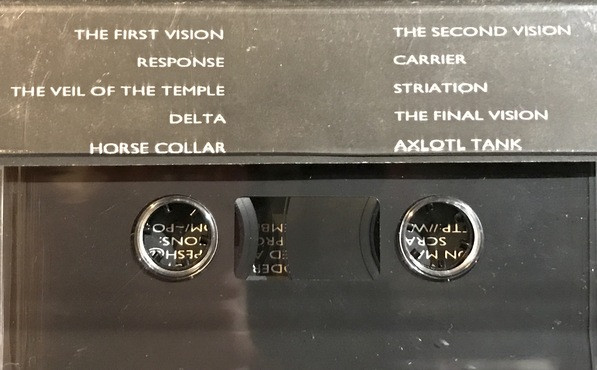 THE FIRST VISION
RESPONSE
THE VEIL OF THE TEMPLE
DELTA
HORSE COLLAR
THE SECOND VISION
CARRIER
STRIATION
THE FINAL VISION
AXLOTL TANK